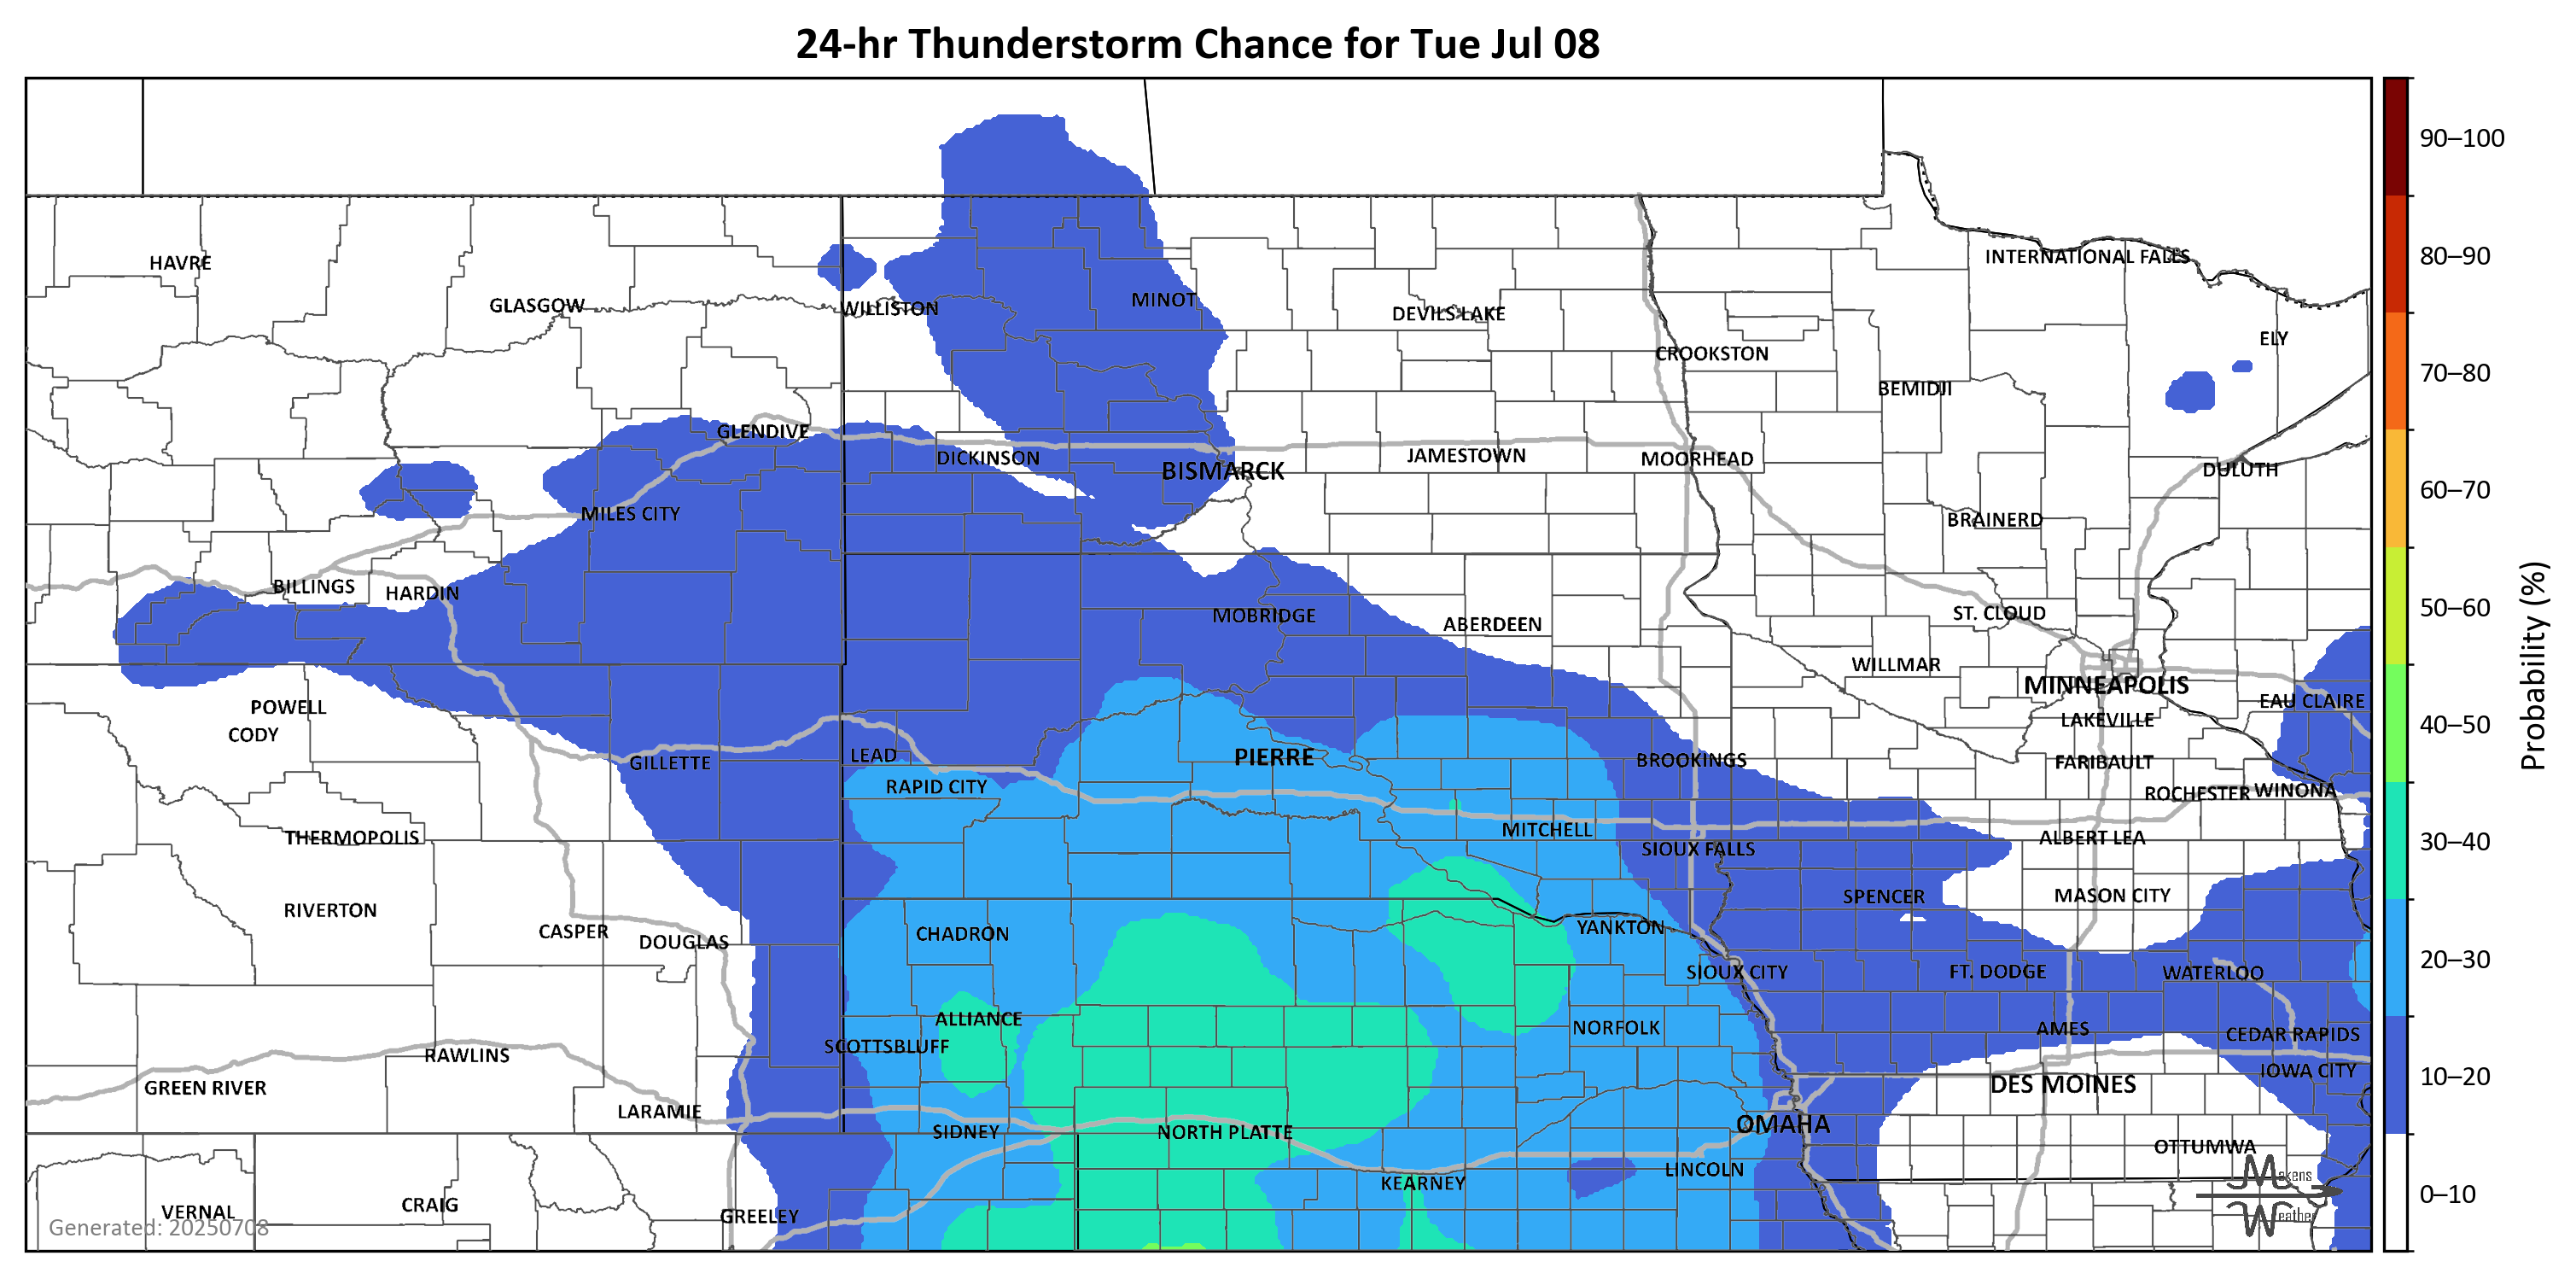 24-hr Thunderstorm Chance for Tue Jul 08
90–100
HAVRE
INTERNATIONAL FALLS
80–90
GLASGOW
WILLISTON
MINOT
DEVILS LAKE
ELY
CROOKSTON
70–80
BEMIDJI
GLENDIVE
DICKINSON
BISMARCK
JAMESTOWN
MOORHEAD
DULUTH
60–70
MILES CITY
BRAINERD
BILLINGS
HARDIN
50–60
MOBRIDGE
ABERDEEN
ST. CLOUD
WILLMAR
Probability (%)
MINNEAPOLIS
EAU CLAIRE
POWELL
LAKEVILLE
40–50
CODY
LEAD
PIERRE
BROOKINGS
FARIBAULT
GILLETTE
RAPID CITY
ROCHESTER
WINONA
MITCHELL
THERMOPOLIS
ALBERT LEA
30–40
SIOUX FALLS
SPENCER
MASON CITY
RIVERTON
CASPER
DOUGLAS
CHADRON
YANKTON
20–30
SIOUX CITY
FT. DODGE
WATERLOO
ALLIANCE
NORFOLK
AMES
CEDAR RAPIDS
SCOTTSBLUFF
RAWLINS
IOWA CITY
10–20
GREEN RIVER
DES MOINES
LARAMIE
OMAHA
SIDNEY
NORTH PLATTE
OTTUMWA
LINCOLN
KEARNEY
Makens
0–10
VERNAL
CRAIG
GREELEY
Weather
Generated: 20250708